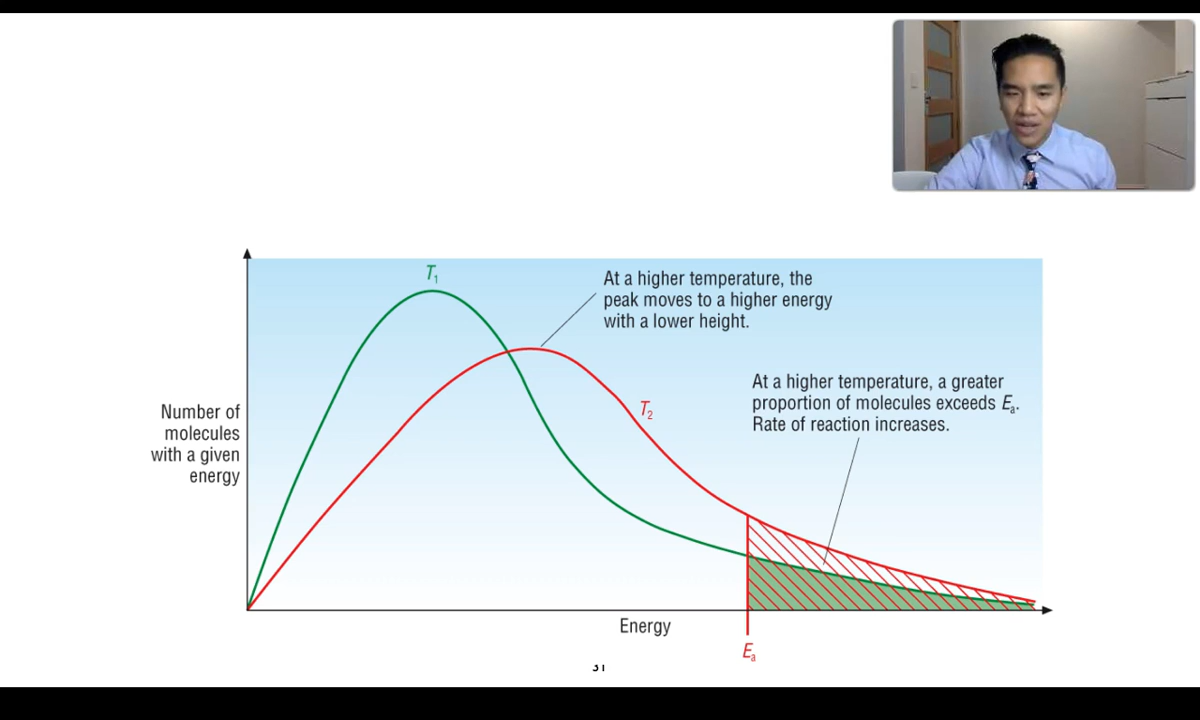 T₁
At a higher temperature, the
peak moves to a higher energy
with a lower height.
At a higher temperature, a greater
proportion of molecules exceeds Eₐ.
Rate of reaction increases.
T₂
Number of
molecules
with a given
energy
Energy
Eₐ
31